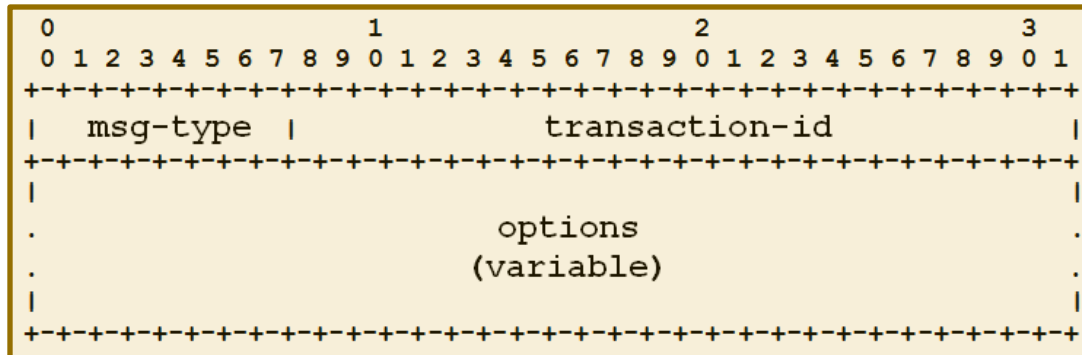 0                   1                   2                   3
 0 1 2 3 4 5 6 7 8 9 0 1 2 3 4 5 6 7 8 9 0 1 2 3 4 5 6 7 8 9 0 1
+-+-+-+-+-+-+-+-+-+-+-+-+-+-+-+-+-+-+-+-+-+-+-+-+-+-+-+-+-+-+-+-+
| msg-type | transaction-id |
+-+-+-+-+-+-+-+-+-+-+-+-+-+-+-+-+-+-+-+-+-+-+-+-+-+-+-+-+-+-+-+-+
| |
. options .
. (variable) .
| |
+-+-+-+-+-+-+-+-+-+-+-+-+-+-+-+-+-+-+-+-+-+-+-+-+-+-+-+-+-+-+-+-+